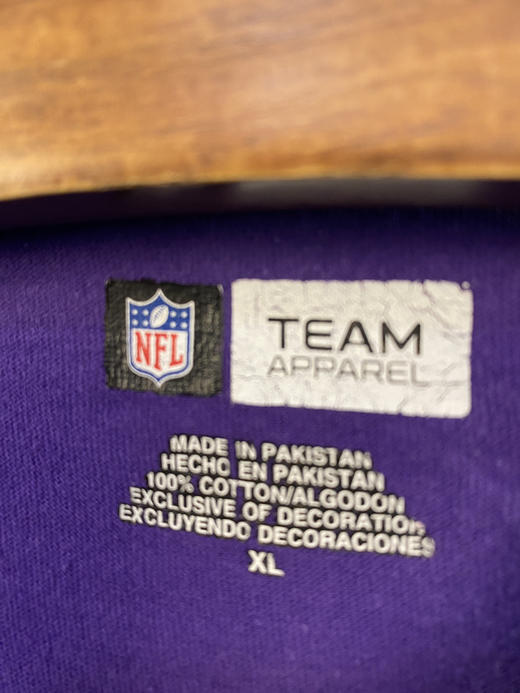 NFL
TEAM
APPAREL
MADE IN PAKISTAN
HECHO EN PAKISTAN
100% COTTON/ALGODON
EXCLUSIVE OF DECORATION
EXCLUYENDO DECORACIONES
XL